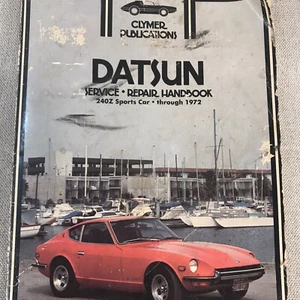 CLYMER
PUBLICATIONS
DATSUN
SERVICE • REPAIR HANDBOOK
240Z Sports Car • through 1972